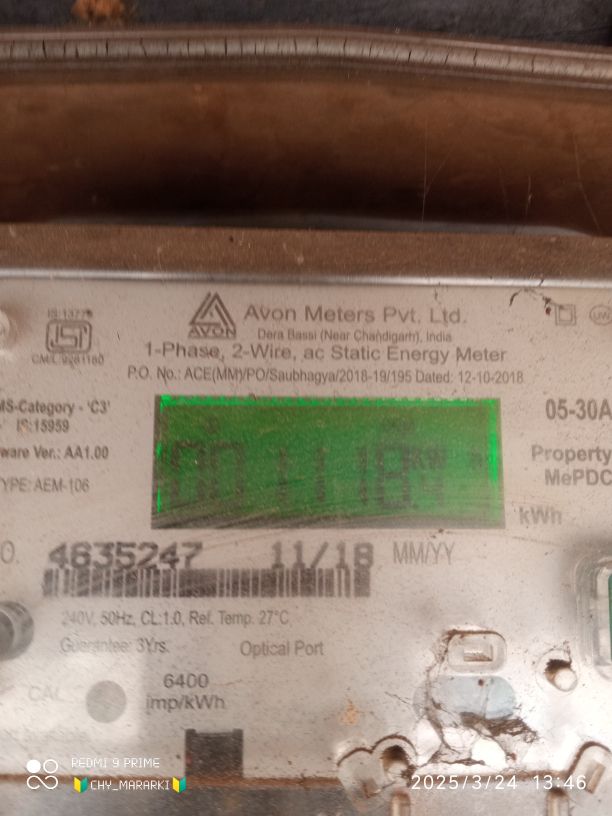 IS:13779
ISI
CM/L 9281180
AVON
Avon Meters Pvt. Ltd.
Dera Bassi (Near Chandigarh), India
1-Phase, 2-Wire, ac Static Energy Meter
P.O. No.: ACE(MM)/PO/Saubhagya/2018-19/195 Dated: 12-10-2018
MS-Category - 'C3'
IS:15959
ware Ver.: AA1.00
TYPE: AEM-106
05-30A
Property
MePDC
kWh
O. 4635247 11/18 MM/YY
240V, 50Hz, CL:1.0, Ref. Temp. 27°C,
Guarantee: 3Yrs. Optical Port
CAL
6400
imp/kWh
REDMI 9 PRIME
CHY_MARARKI
2025/3/24 13:46